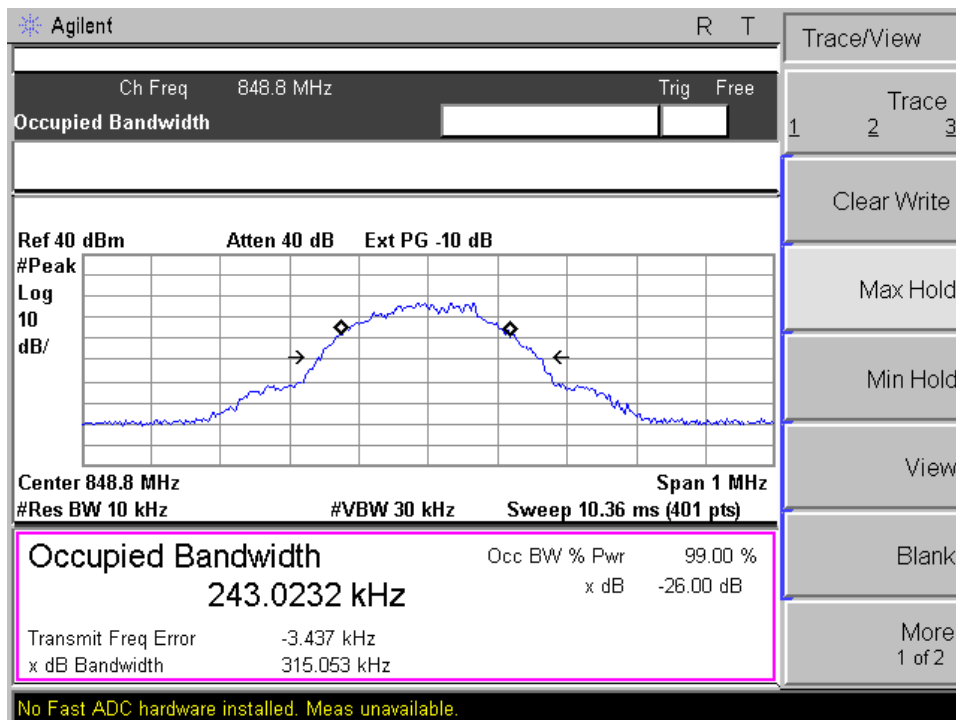 Agilent R T
Ch Freq 848.8 MHz Trig Free
Occupied Bandwidth
Ref 40 dBm Atten 40 dB Ext PG -10 dB
#Peak
Log
10
dB/
Center 848.8 MHz Span 1 MHz
#Res BW 10 kHz #VBW 30 kHz Sweep 10.36 ms (401 pts)
Occupied Bandwidth Occ BW % Pwr 99.00 %
243.0232 kHz x dB -26.00 dB
Transmit Freq Error -3.437 kHz
x dB Bandwidth 315.053 kHz
No Fast ADC hardware installed. Meas unavailable.
Trace/View
Trace
1 2 3
Clear Write
Max Hold
Min Hold
View
Blank
More
1 of 2